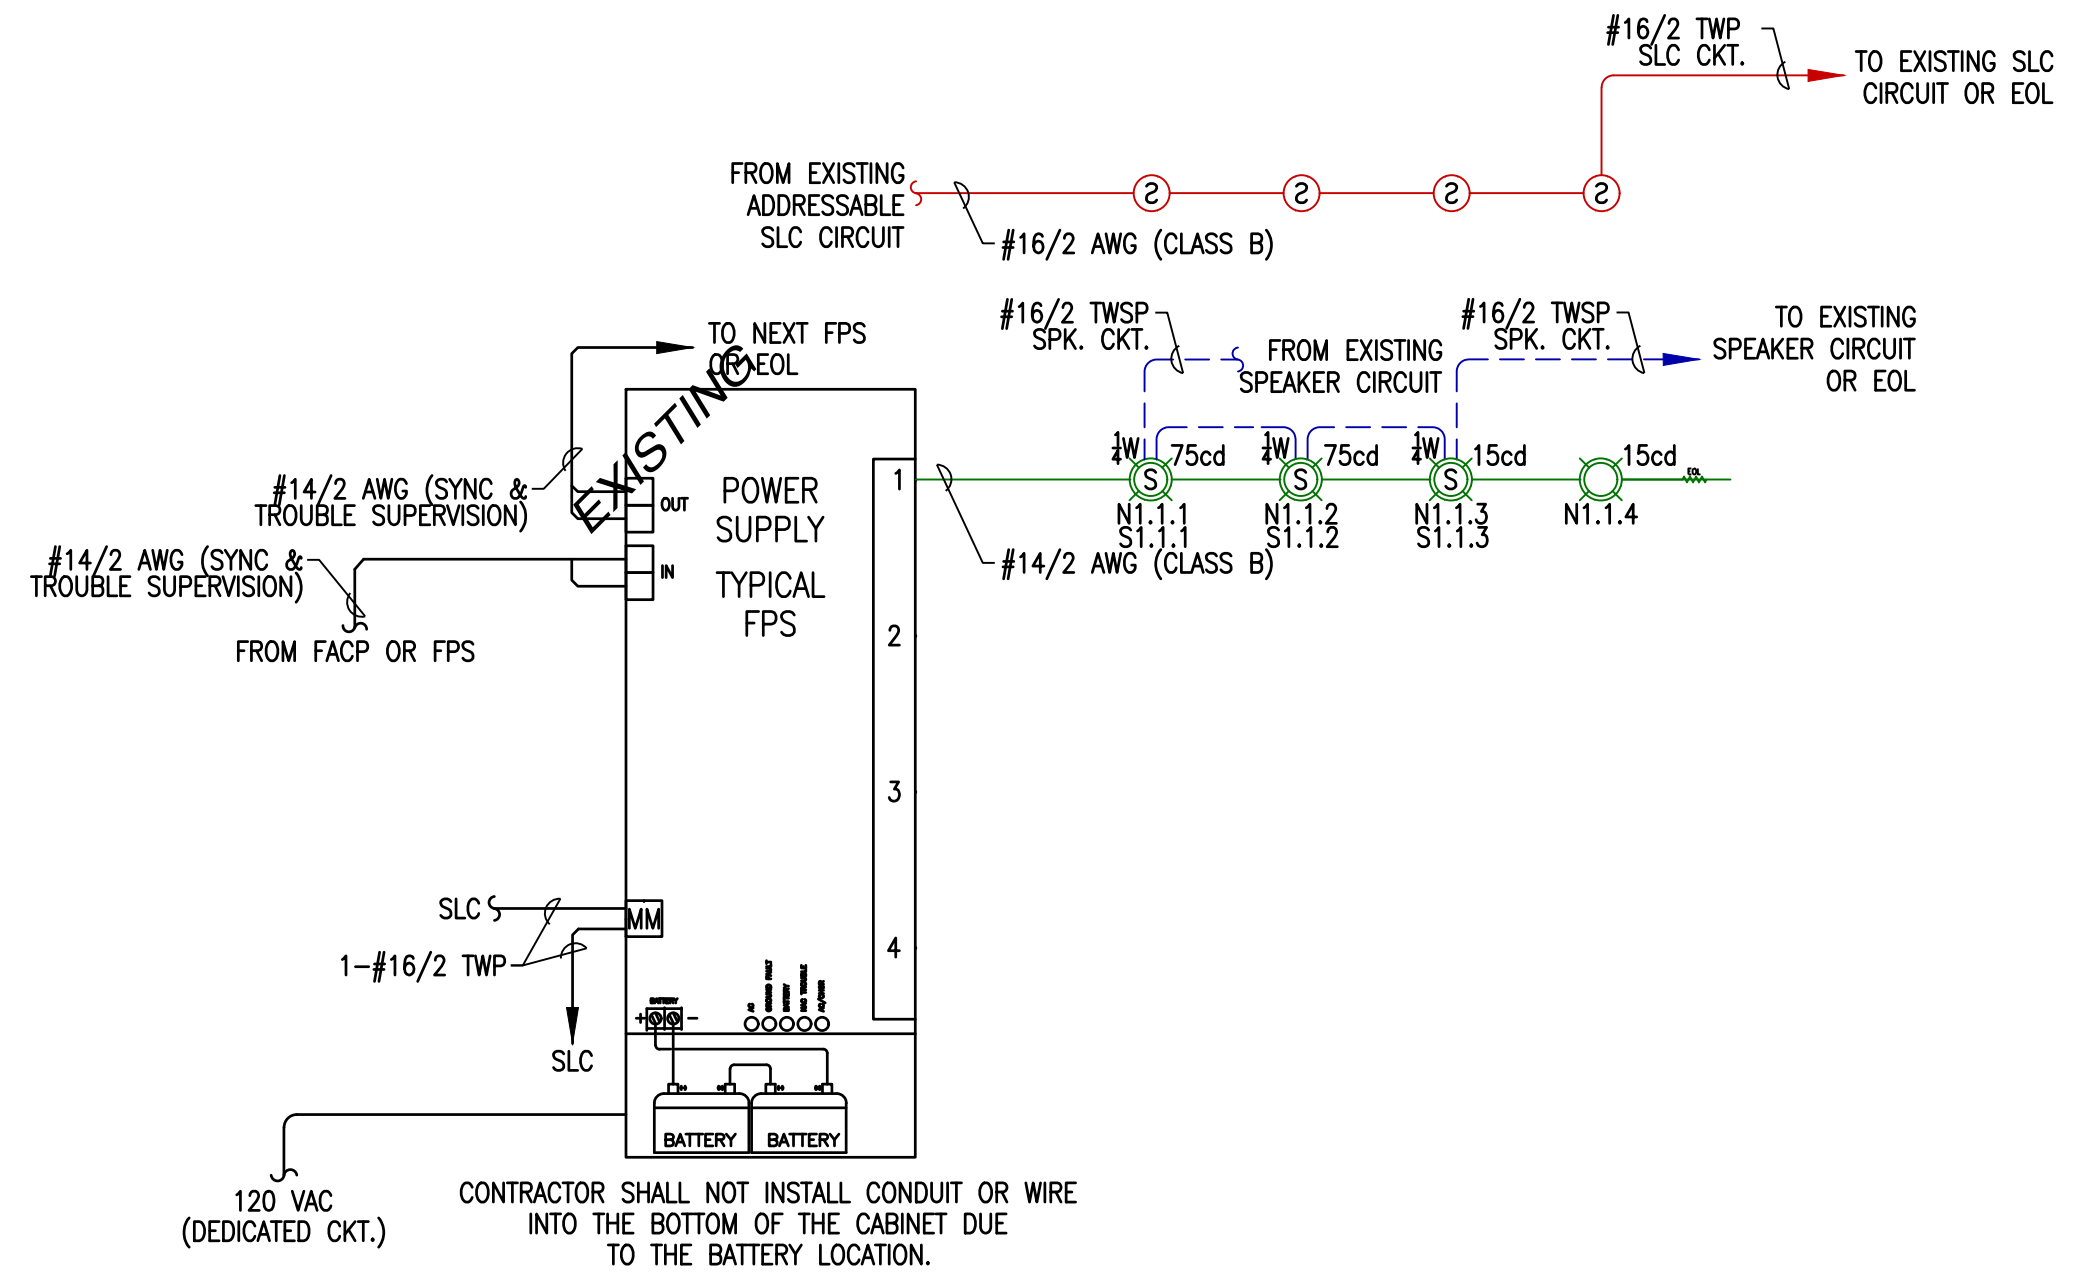 #16/2 TWP
SLC CKT.
TO EXISTING SLC
CIRCUIT OR EOL
FROM EXISTING
ADDRESSABLE
SLC CIRCUIT
S
S
S
S
#16/2 AWG (CLASS B)
#16/2 TWSP
SPK. CKT.
FROM EXISTING
SPEAKER CIRCUIT
#16/2 TWSP
SPK. CKT.
TO EXISTING
SPEAKER CIRCUIT
OR EOL
TO NEXT FPS
OR EOL
EXISTING
#14/2 AWG (SYNC &
TROUBLE SUPERVISION)
OUT
#14/2 AWG (SYNC &
TROUBLE SUPERVISION)
IN
FROM FACP OR FPS
POWER
SUPPLY
TYPICAL
FPS
1
2
3
4
1/4W
75cd
1/4W
75cd
1/4W
15cd
15cd
S
S
S
EOL
N1.1.1
S1.1.1
N1.1.2
S1.1.2
N1.1.3
S1.1.3
N1.1.4
#14/2 AWG (CLASS B)
SLC
MM
1-#16/2 TWP
SLC
BATTERY
+
-
AC
GROUND FAULT
BATTERY
NAC TROUBLE
BATTERY
BATTERY
120 VAC
(DEDICATED CKT.)
CONTRACTOR SHALL NOT INSTALL CONDUIT OR WIRE
INTO THE BOTTOM OF THE CABINET DUE
TO THE BATTERY LOCATION.